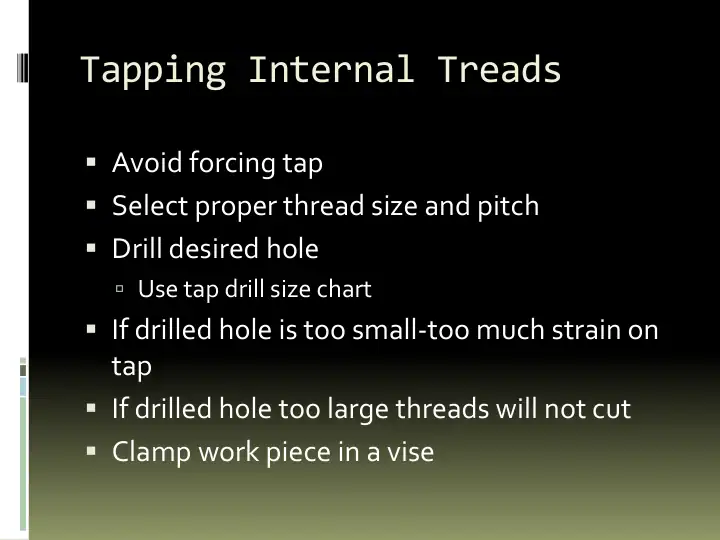 Tapping Internal Treads
Avoid forcing tap
Select proper thread size and pitch
Drill desired hole
Use tap drill size chart
If drilled hole is too small-too much strain on
tap
If drilled hole too large threads will not cut
Clamp work piece in a vise